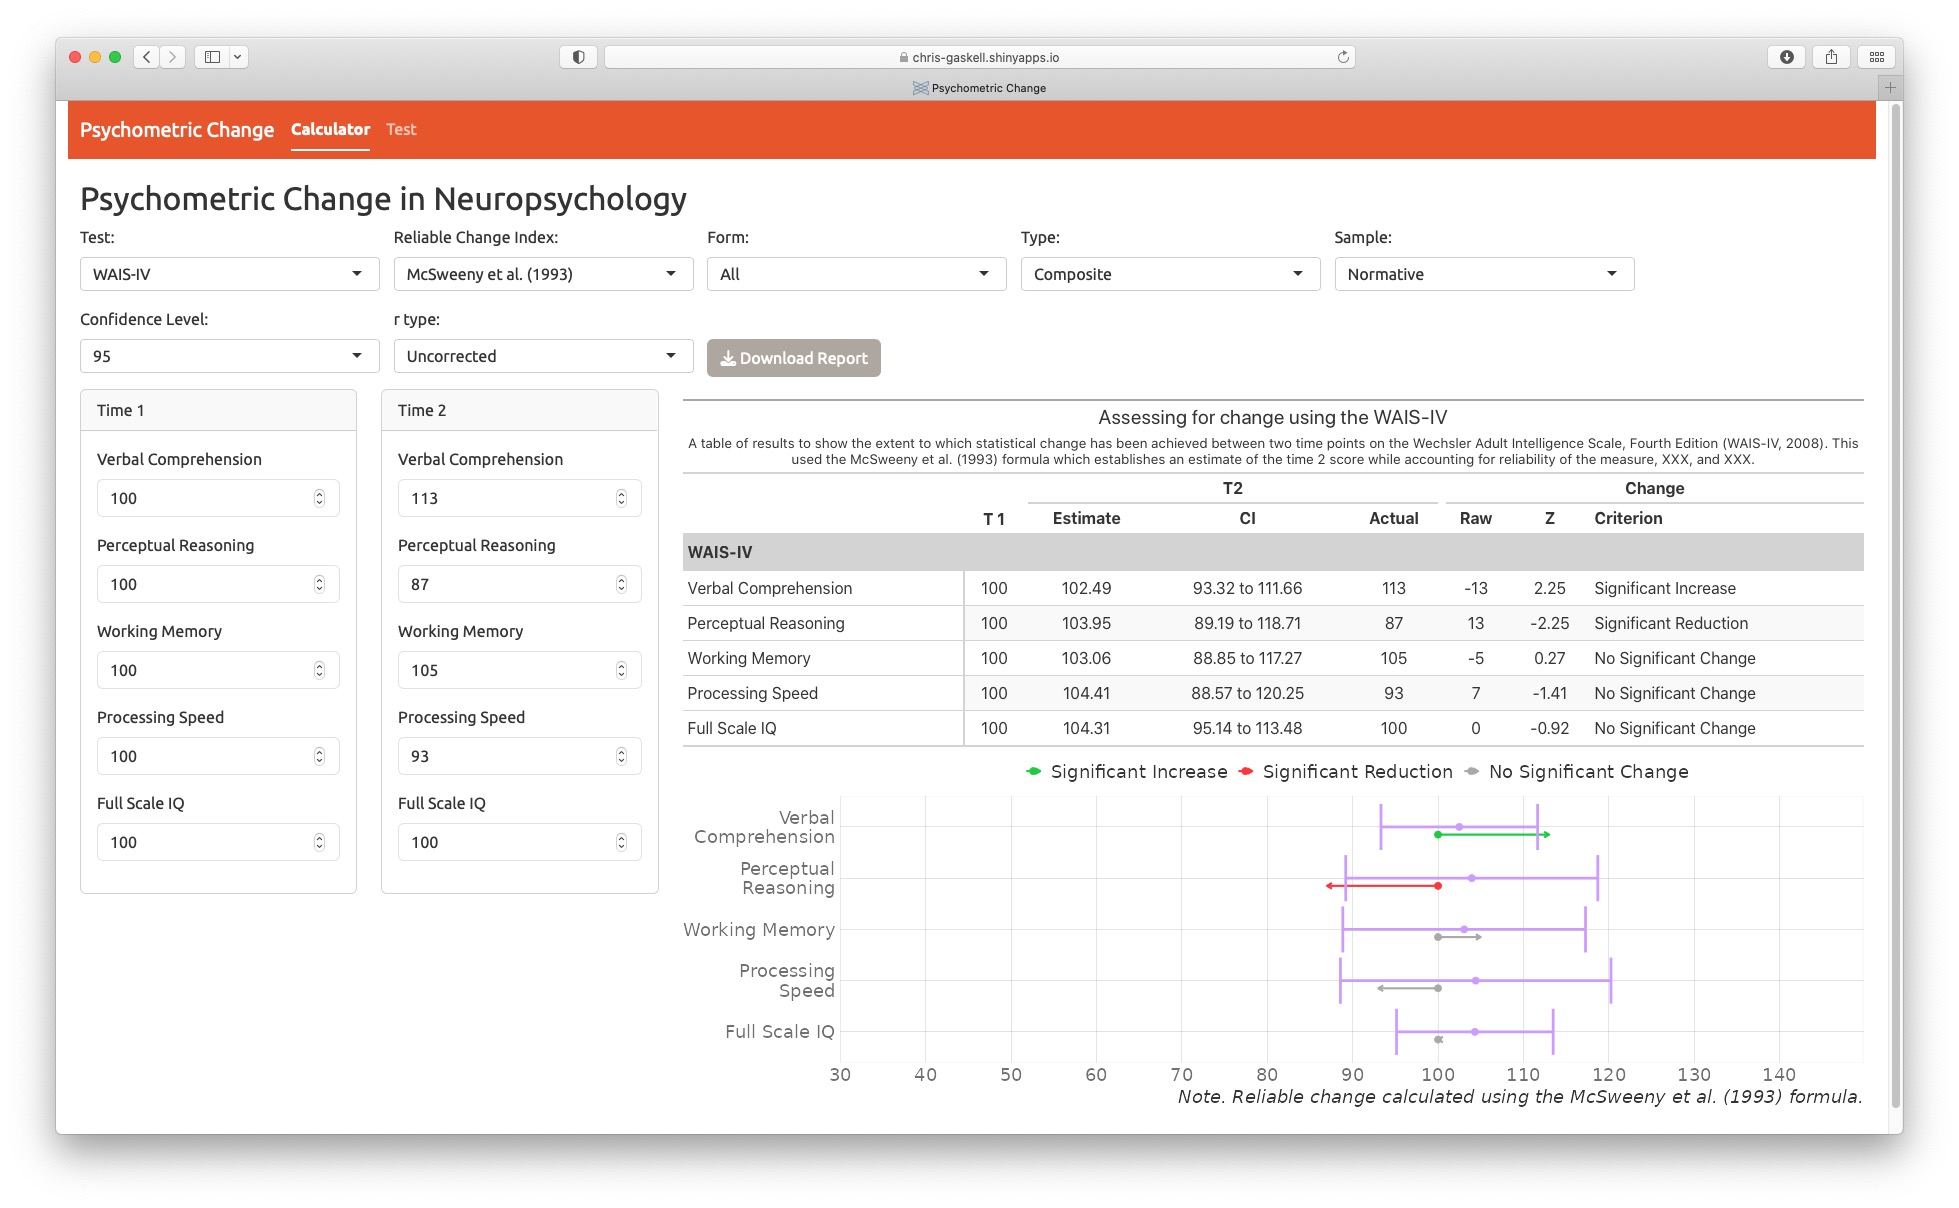 chris-gaskell.shinyapps.io
Psychometric Change
Psychometric Change Calculator Test
Psychometric Change in Neuropsychology
Test: Reliable Change Index: Form: Type: Sample:
WAIS-IV McSweeny et al. (1993) All Composite Normative
Confidence Level: r type:
95 Uncorrected Download Report
Time 1
Verbal Comprehension
100
Perceptual Reasoning
100
Working Memory
100
Processing Speed
100
Full Scale IQ
100
Time 2
Verbal Comprehension
113
Perceptual Reasoning
87
Working Memory
105
Processing Speed
93
Full Scale IQ
100
Assessing for change using the WAIS-IV
A table of results to show the extent to which statistical change has been achieved between two time points on the Wechsler Adult Intelligence Scale, Fourth Edition (WAIS-IV, 2008). This
used the McSweeny et al. (1993) formula which establishes an estimate of the time 2 score while accounting for reliability of the measure, XXX, and XXX.
T2 Change
T 1 Estimate CI Actual Raw Z Criterion
WAIS-IV
Verbal Comprehension 100 102.49 93.32 to 111.66 113 -13 2.25 Significant Increase
Perceptual Reasoning 100 103.95 89.19 to 118.71 87 13 -2.25 Significant Reduction
Working Memory 100 103.06 88.85 to 117.27 105 -5 0.27 No Significant Change
Processing Speed 100 104.41 88.57 to 120.25 93 7 -1.41 No Significant Change
Full Scale IQ 100 104.31 95.14 to 113.48 100 0 -0.92 No Significant Change
Significant Increase Significant Reduction No Significant Change
Verbal
Comprehension
Perceptual
Reasoning
Working Memory
Processing
Speed
Full Scale IQ
30 40 50 60 70 80 90 100 110 120 130 140
Note. Reliable change calculated using the McSweeny et al. (1993) formula.